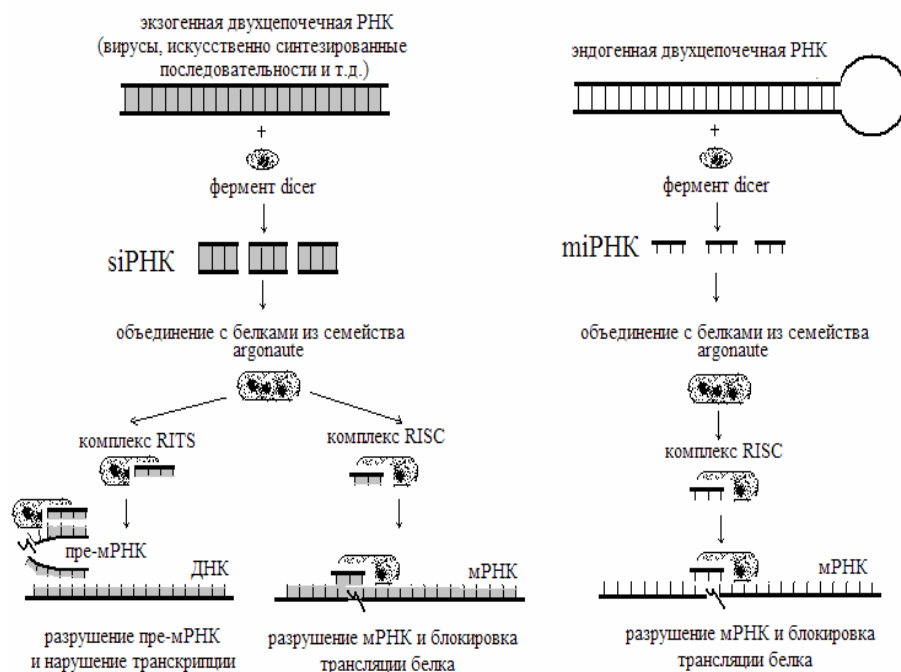 экзогенная двухцепочечная РНК
(вирусы, искусственно синтезированные
последовательности и т.д.)
+
фермент dicer
siРНК
объединение с белками из семейства
argonaute
комплекс RITS
комплекс RISC
пре-мРНК
ДНК
мРНК
разрушение пре-мРНК
и нарушение транскрипции
разрушение мРНК и блокировка
трансляции белка
эндогенная двухцепочечная РНК
+
фермент dicer
miРНК
объединение с белками из семейства
argonaute
комплекс RISC
мРНК
разрушение мРНК и блокировка
трансляции белка